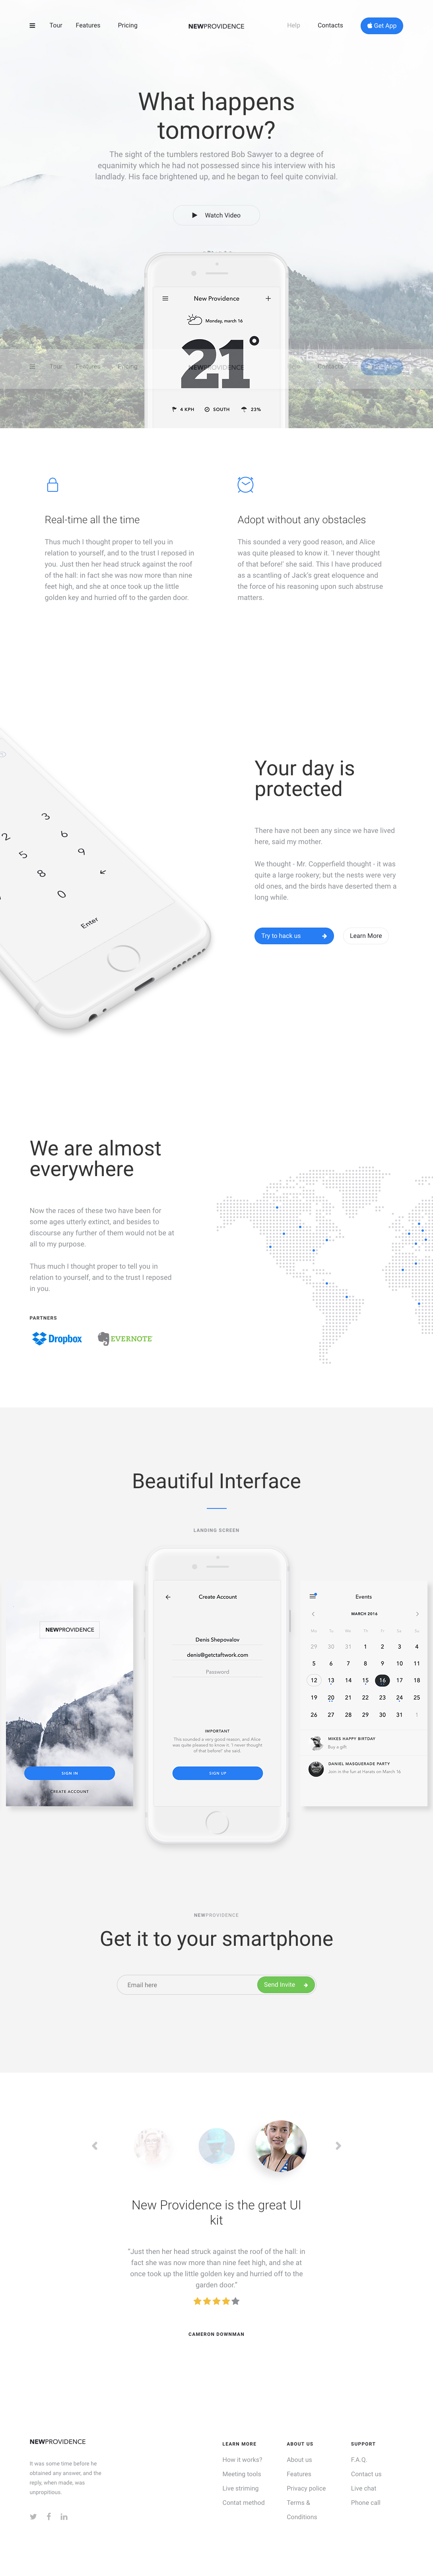 Tour Features Pricing NEWPROVIDENCE Help Contacts Get App
What happens
tomorrow?
The sight of the tumblers restored Bob Sawyer to a degree of
equanimity which he had not possessed since his interview with his
landlady. His face brightened up, and he began to feel quite convivial.
Watch Video
New Providence
Monday, march 16
21
Tour Features Pricing NEWPROVIDENCE Contacts
4 KPH SOUTH 23%
Real-time all the time
Thus much I thought proper to tell you in
relation to yourself, and to the trust I reposed in
you. Just then her head struck against the roof
of the hall: in fact she was now more than nine
feet high, and she at once took up the little
golden key and hurried off to the garden door.
Adopt without any obstacles
This sounded a very good reason, and Alice
was quite pleased to know it. 'I never thought
of that before!' she said. This I have produced
as a scantling of Jack's great eloquence and
the force of his reasoning upon such abstruse
matters.
3
2 6
5 9
8
0
Enter
Your day is
protected
There have not been any since we have lived
here, said my mother.
We thought - Mr. Copperfield thought - it was
quite a large rookery; but the nests were very
old ones, and the birds have deserted them a
long while.
Try to hack us Learn More
We are almost
everywhere
Now the races of these two have been for
some ages utterly extinct, and besides to
discourse any further of them would not be at
all to my purpose.
Thus much I thought proper to tell you in
relation to yourself, and to the trust I reposed
in you.
PARTNERS
Dropbox EVERNOTE
Beautiful Interface
LANDING SCREEN
NEWPROVIDENCE
SIGN IN
CREATE ACCOUNT
Create Account
Denis Shepovalov
denis@getctaftwork.com
Password
IMPORTANT
This sounded a very good reason, and Alice
was quite pleased to know it. 'I never thought
of that before!' she said.
SIGN UP
Events
MARCH 2016
Mo Tu We Th Fr Sa Su
29 30 31 1 2 3 4
5 6 7 8 9 10 11
12 13 14 15 16 17 18
19 20 21 22 23 24 25
26 27 28 29 30 31 1
MIKES HAPPY BIRTDAY
Buy a gift
DANIEL MASQUERADE PARTY
Join in the fun at Harats on March 16
NEWPROVIDENCE
Get it to your smartphone
Email here Send Invite
New Providence is the great UI
kit
"Just then her head struck against the roof of the hall: in
fact she was now more than nine feet high, and she at
once took up the little golden key and hurried off to the
garden door."
CAMERON DOWNMAN
NEWPROVIDENCE
It was some time before he
obtained any answer, and the
reply, when made, was
unpropitious.
LEARN MORE
How it works?
Meeting tools
Live striming
Contat method
ABOUT US
About us
Features
Privacy police
Terms &
Conditions
SUPPORT
F.A.Q.
Contact us
Live chat
Phone call